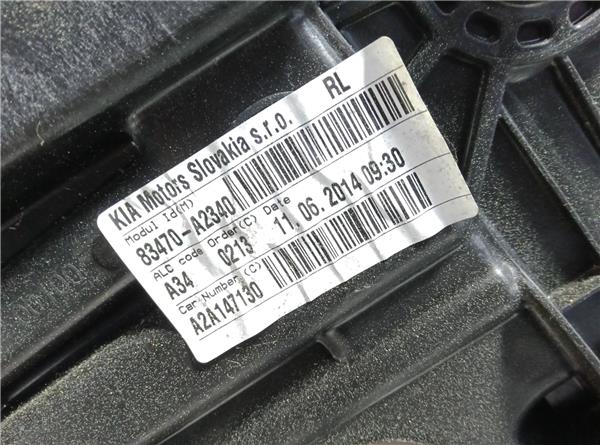 KIA Motors Slovakia s.r.o. RL
Modul Id(M)
83470-A2340
ALC code Order(C) Date
A34 0213 11.06.2014 09:30
Car Number (C)
A2A147130